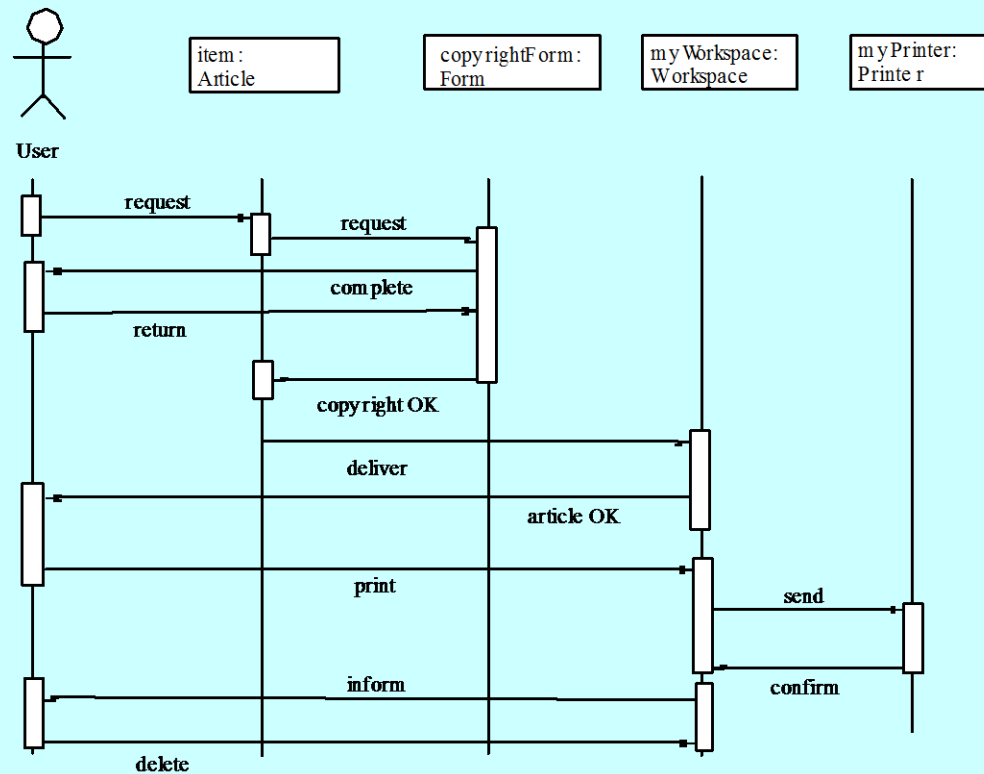 item:
Article
copyrightForm:
Form
myWorkspace:
Workspace
myPrinter:
Printer
User
request
request
complete
return
copyright OK
deliver
article OK
print
send
confirm
inform
delete